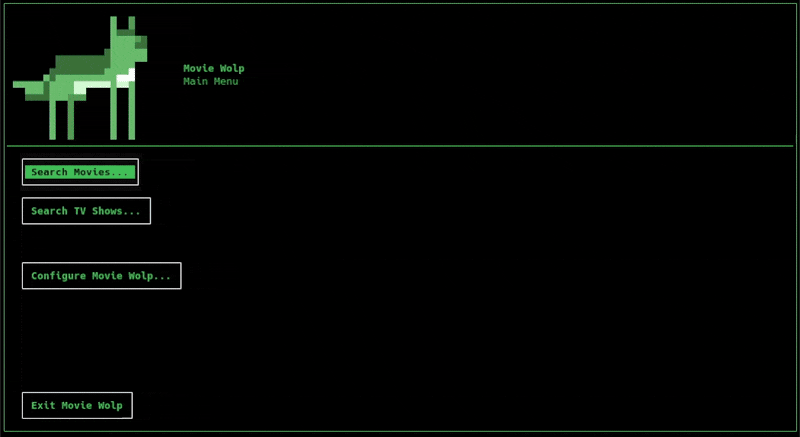 Movie Wolp
Main Menu
Search Movies...
Search TV Shows...
Configure Movie Wolp...
Exit Movie Wolp